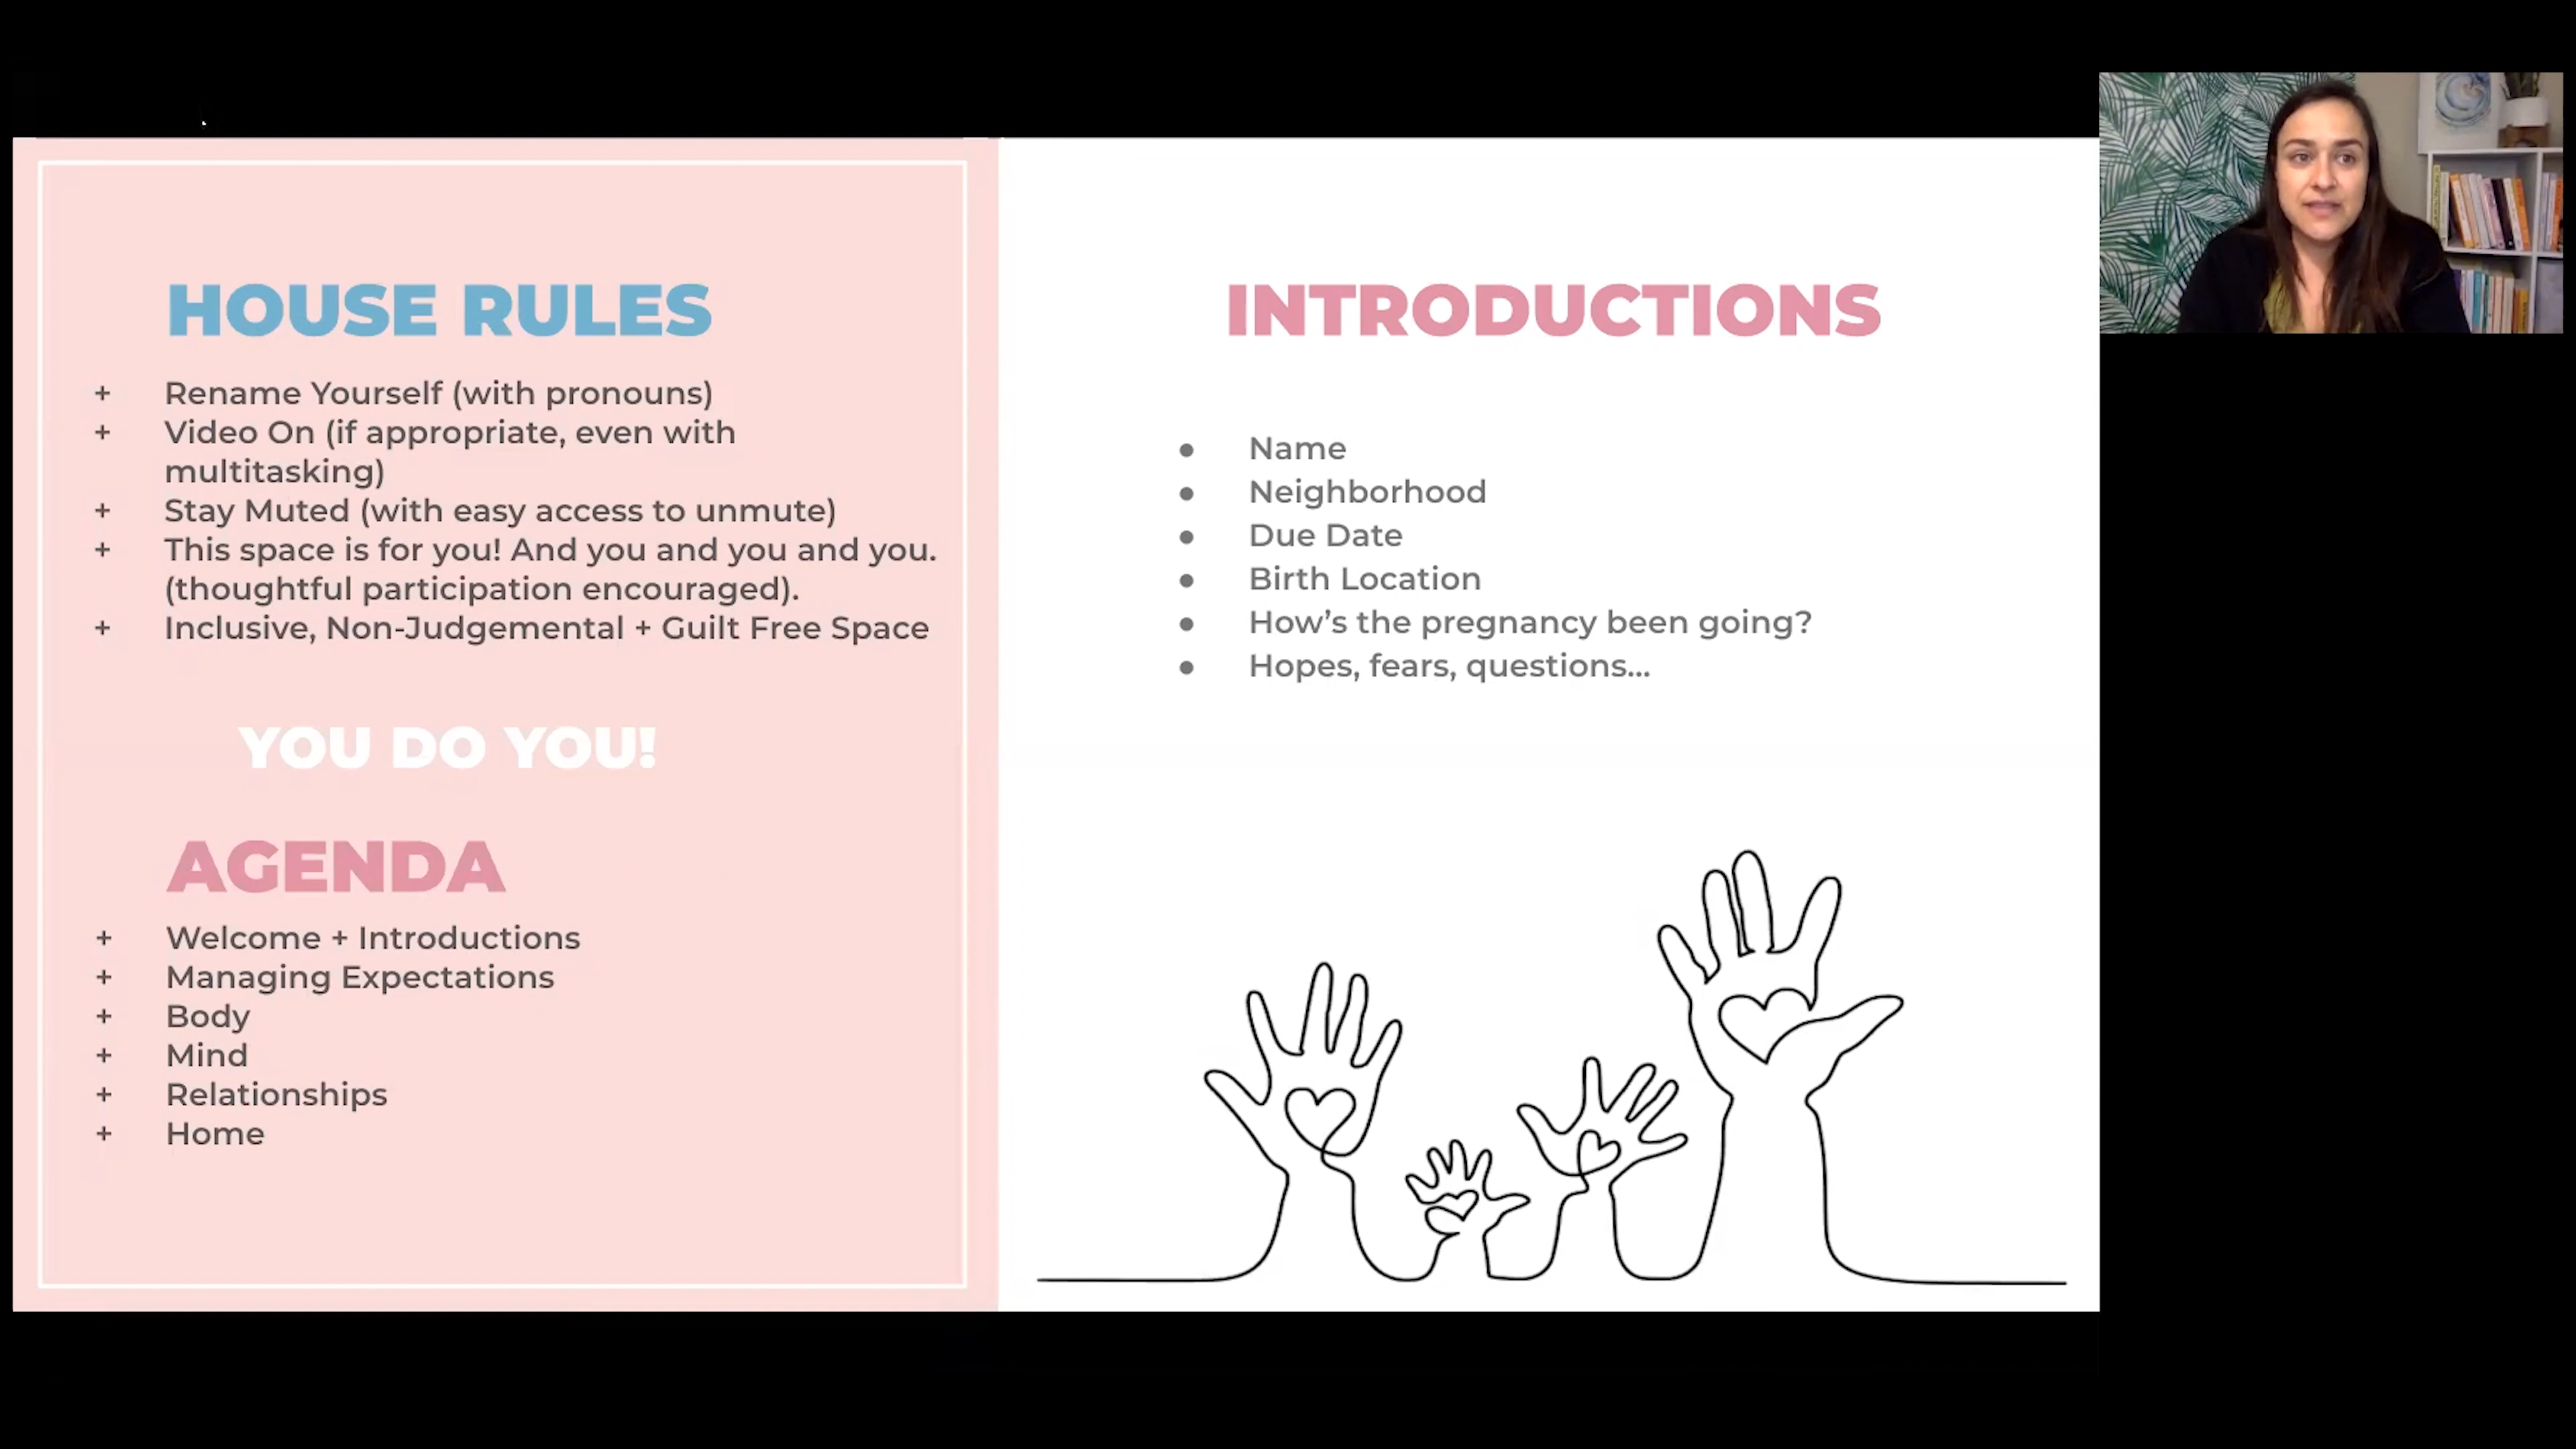 HOUSE RULES
+ Rename Yourself (with pronouns)
+ Video On (if appropriate, even with
multitasking)
+ Stay Muted (with easy access to unmute)
+ This space is for you! And you and you and you.
(thoughtful participation encouraged).
+ Inclusive, Non-Judgemental + Guilt Free Space
YOU DO YOU!
AGENDA
+ Welcome + Introductions
+ Managing Expectations
+ Body
+ Mind
+ Relationships
+ Home
INTRODUCTIONS
● Name
● Neighborhood
● Due Date
● Birth Location
● How’s the pregnancy been going?
● Hopes, fears, questions...